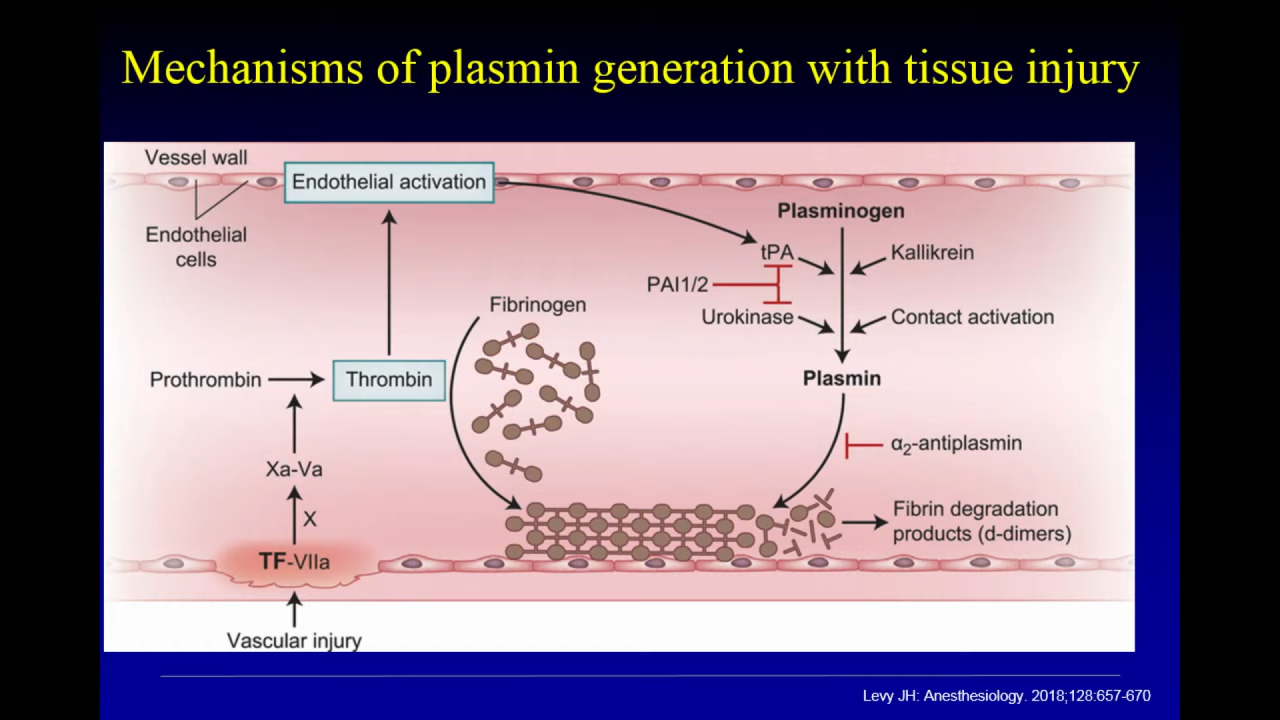 Mechanisms of plasmin generation with tissue injury
Vessel wall
Endothelial activation
Endothelial
cells
Plasminogen
tPA
Kallikrein
PAI1/2
Fibrinogen
Urokinase
Contact activation
Prothrombin
Thrombin
Plasmin
α2-antiplasmin
Xa-Va
X
Fibrin degradation
products (d-dimers)
TF-VIIa
Vascular injury
Levy JH: Anesthesiology. 2018;128:657-670